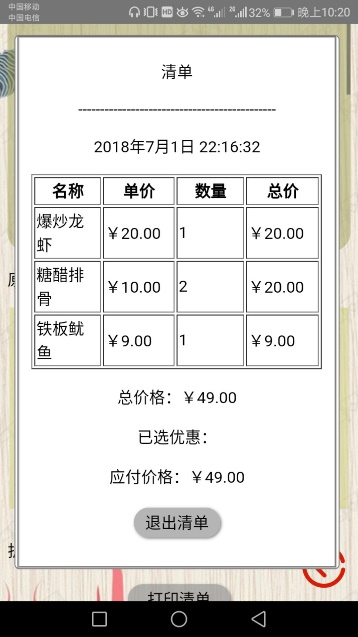 中国移动
中国电信
HD 4G 2G 32% 晚上10:20
清单
---------------------------------------------
2018年7月1日 22:16:32
名称 单价 数量 总价
爆炒龙虾 ￥20.00 1 ￥20.00
糖醋排骨 ￥10.00 2 ￥20.00
铁板鱿鱼 ￥9.00 1 ￥9.00
总价格：￥49.00
已选优惠：
应付价格：￥49.00
退出清单
打印清单